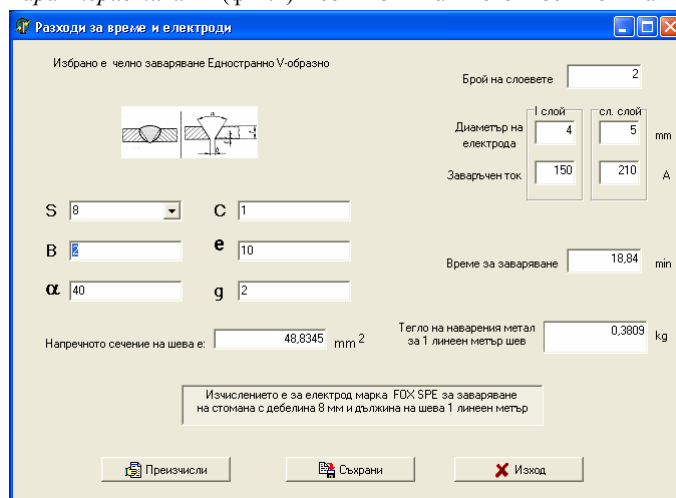 Разходи за време и електроди
Избрано е челно заваряване Едностранно V-образно
Брой на слоевете 2
I слой сл. слой
Диаметър на електрода 4 5 mm
Заваръчен ток 150 210 A
S 8 C 1
B 2 e 10
α 40 g 2
Време за заваряване 18,84 min
Напречното сечение на шева е: 48,8345 mm 2
Тегло на наварения метал
за 1 линеен метър шев 0,3809 kg
Изчислението е за електрод марка FOX SPE за заваряване
на стомана с дебелина 8 мм и дължина на шева 1 линеен метър
Преизчисли Съхрани Изход